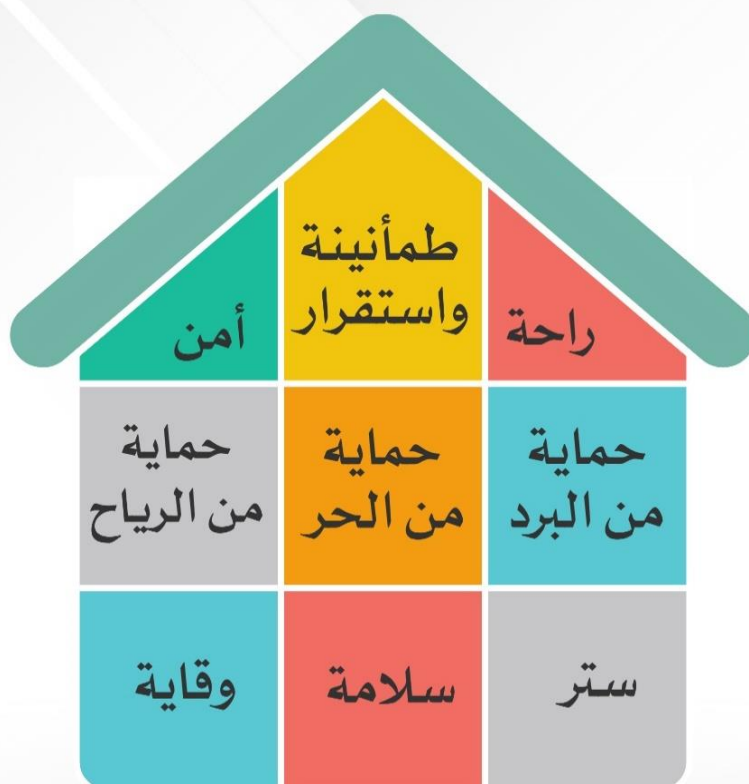 راحة
طمأنينة
واستقرار
أمن
حماية
من البرد
حماية
من الحر
حماية
من الرياح
ستر
سلامة
وقاية